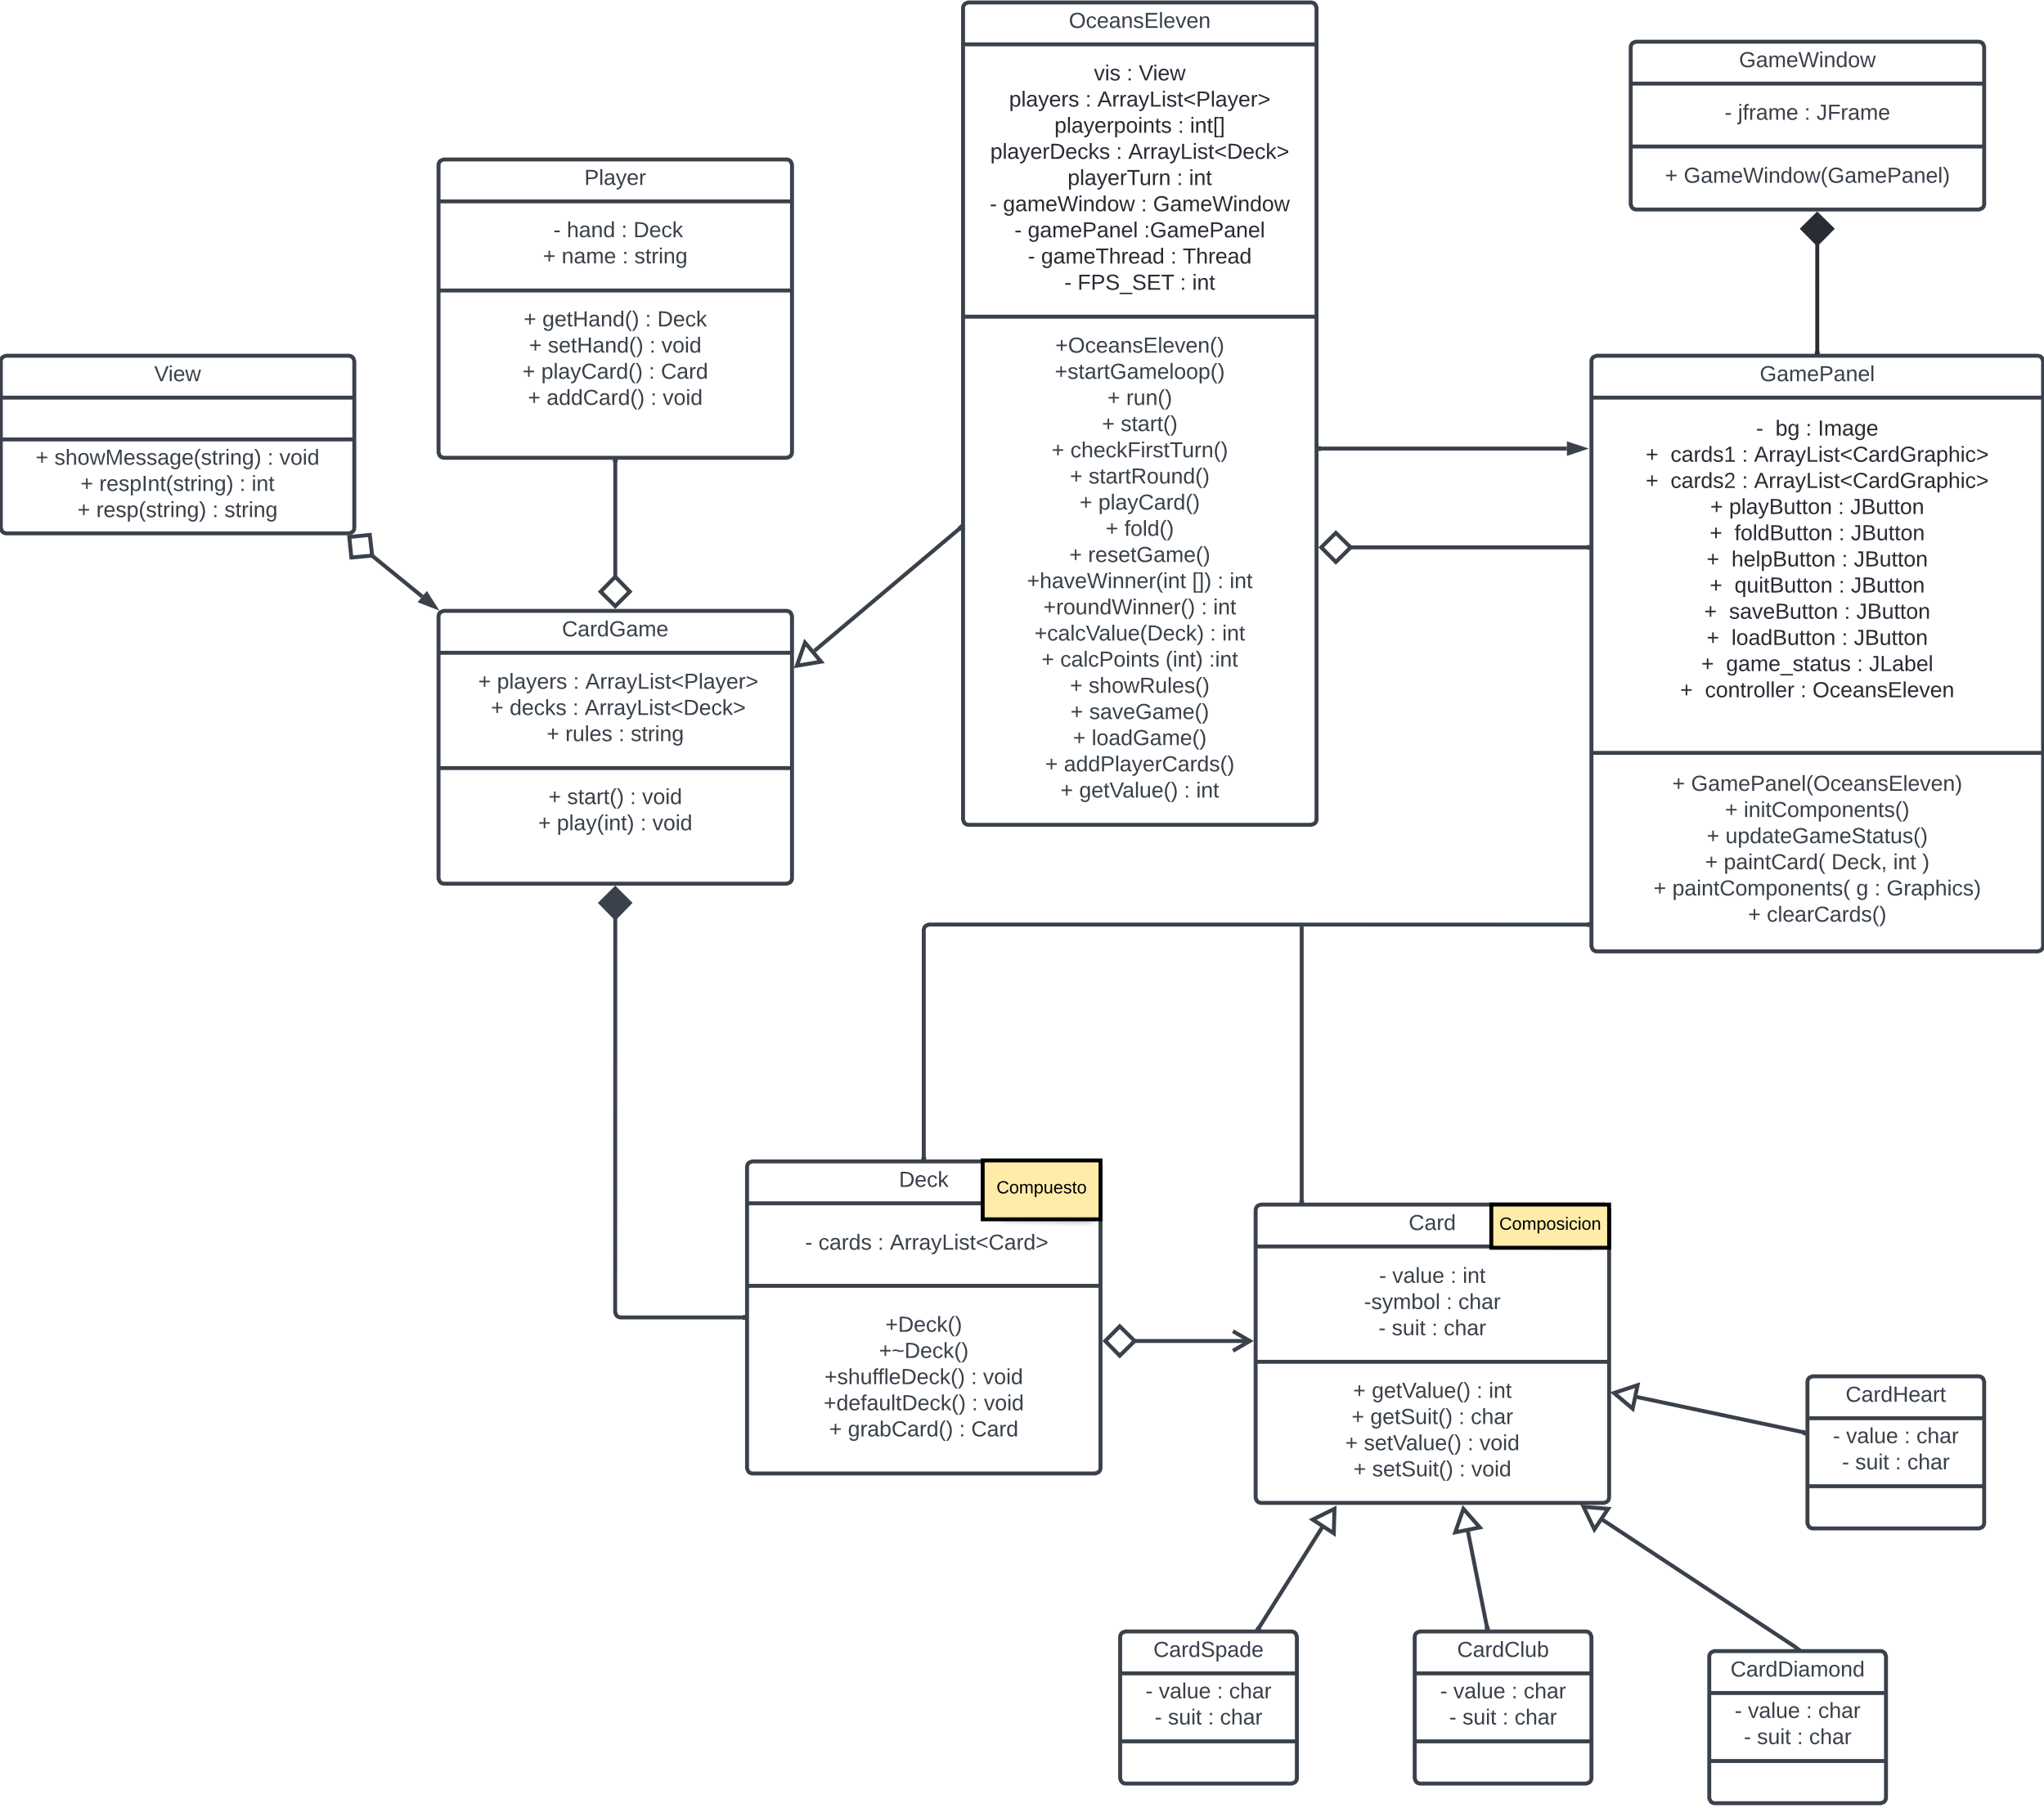 OceansEleven
vis : View
players : ArrayList<Player>
playerpoints : int[]
playerDecks : ArrayList<Deck>
playerTurn : int
- gameWindow : GameWindow
- gamePanel :GamePanel
- gameThread : Thread
- FPS_SET : int
+OceansEleven()
+startGameloop()
+ run()
+ start()
+ checkFirstTurn()
+ startRound()
+ playCard()
+ fold()
+ resetGame()
+haveWinner(int []) : int
+roundWinner() : int
+calcValue(Deck) : int
+ calcPoints (int) :int
+ showRules()
+ saveGame()
+ loadGame()
+ addPlayerCards()
+ getValue() : int
GameWindow
- jframe : JFrame
+ GameWindow(GamePanel)
Player
- hand : Deck
+ name : string
+ getHand() : Deck
+ setHand() : void
+ playCard() : Card
+ addCard() : void
View
+ showMessage(string) : void
+ respInt(string) : int
+ resp(string) : string
GamePanel
- bg : Image
+ cards1 : ArrayList<CardGraphic>
+ cards2 : ArrayList<CardGraphic>
+ playButton : JButton
+ foldButton : JButton
+ helpButton : JButton
+ quitButton : JButton
+ saveButton : JButton
+ loadButton : JButton
+ game_status : JLabel
+ controller : OceansEleven
+ GamePanel(OceansEleven)
+ initComponents()
+ updateGameStatus()
+ paintCard( Deck, int )
+ paintComponents( g : Graphics)
+ clearCards()
CardGame
+ players : ArrayList<Player>
+ decks : ArrayList<Deck>
+ rules : string
+ start() : void
+ play(int) : void
Deck
Compuesto
- cards : ArrayList<Card>
+Deck()
+~Deck()
+shuffleDeck() : void
+defaultDeck() : void
+ grabCard() : Card
Card
Composicion
- value : int
-symbol : char
- suit : char
+ getValue() : int
+ getSuit() : char
+ setValue() : void
+ setSuit() : void
CardHeart
- value : char
- suit : char
CardSpade
- value : char
- suit : char
CardClub
- value : char
- suit : char
CardDiamond
- value : char
- suit : char